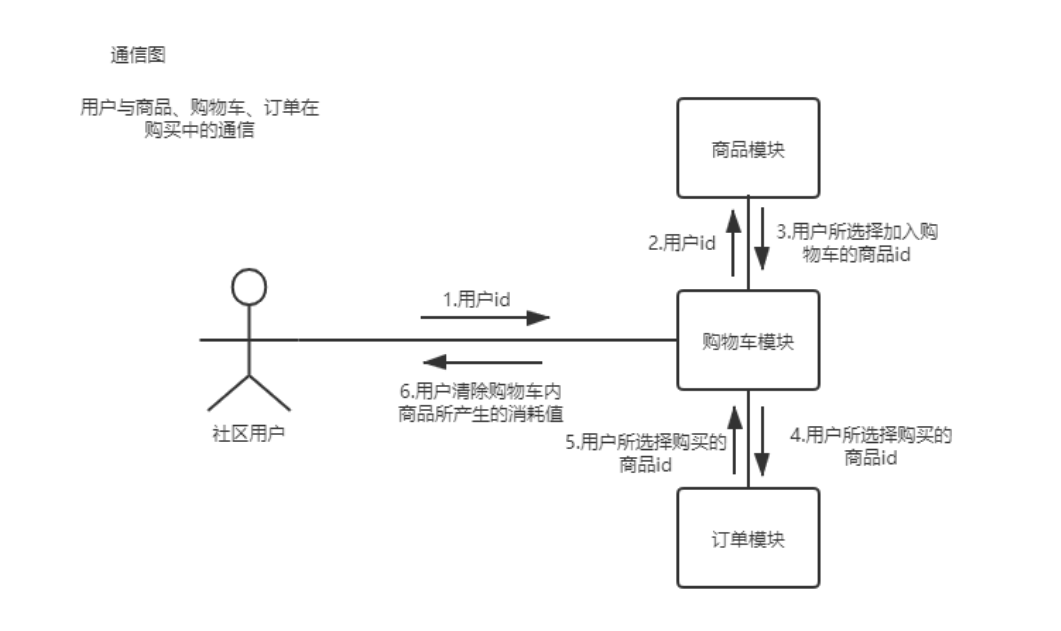 通信图
用户与商品、购物车、订单在
购买中的通信
商品模块
2.用户id
3.用户所选择加入购
物车的商品id
1.用户id
购物车模块
6.用户清除购物车内
商品所产生的消耗值
社区用户
5.用户所选择购买的
商品id
4.用户所选择购买的
商品id
订单模块